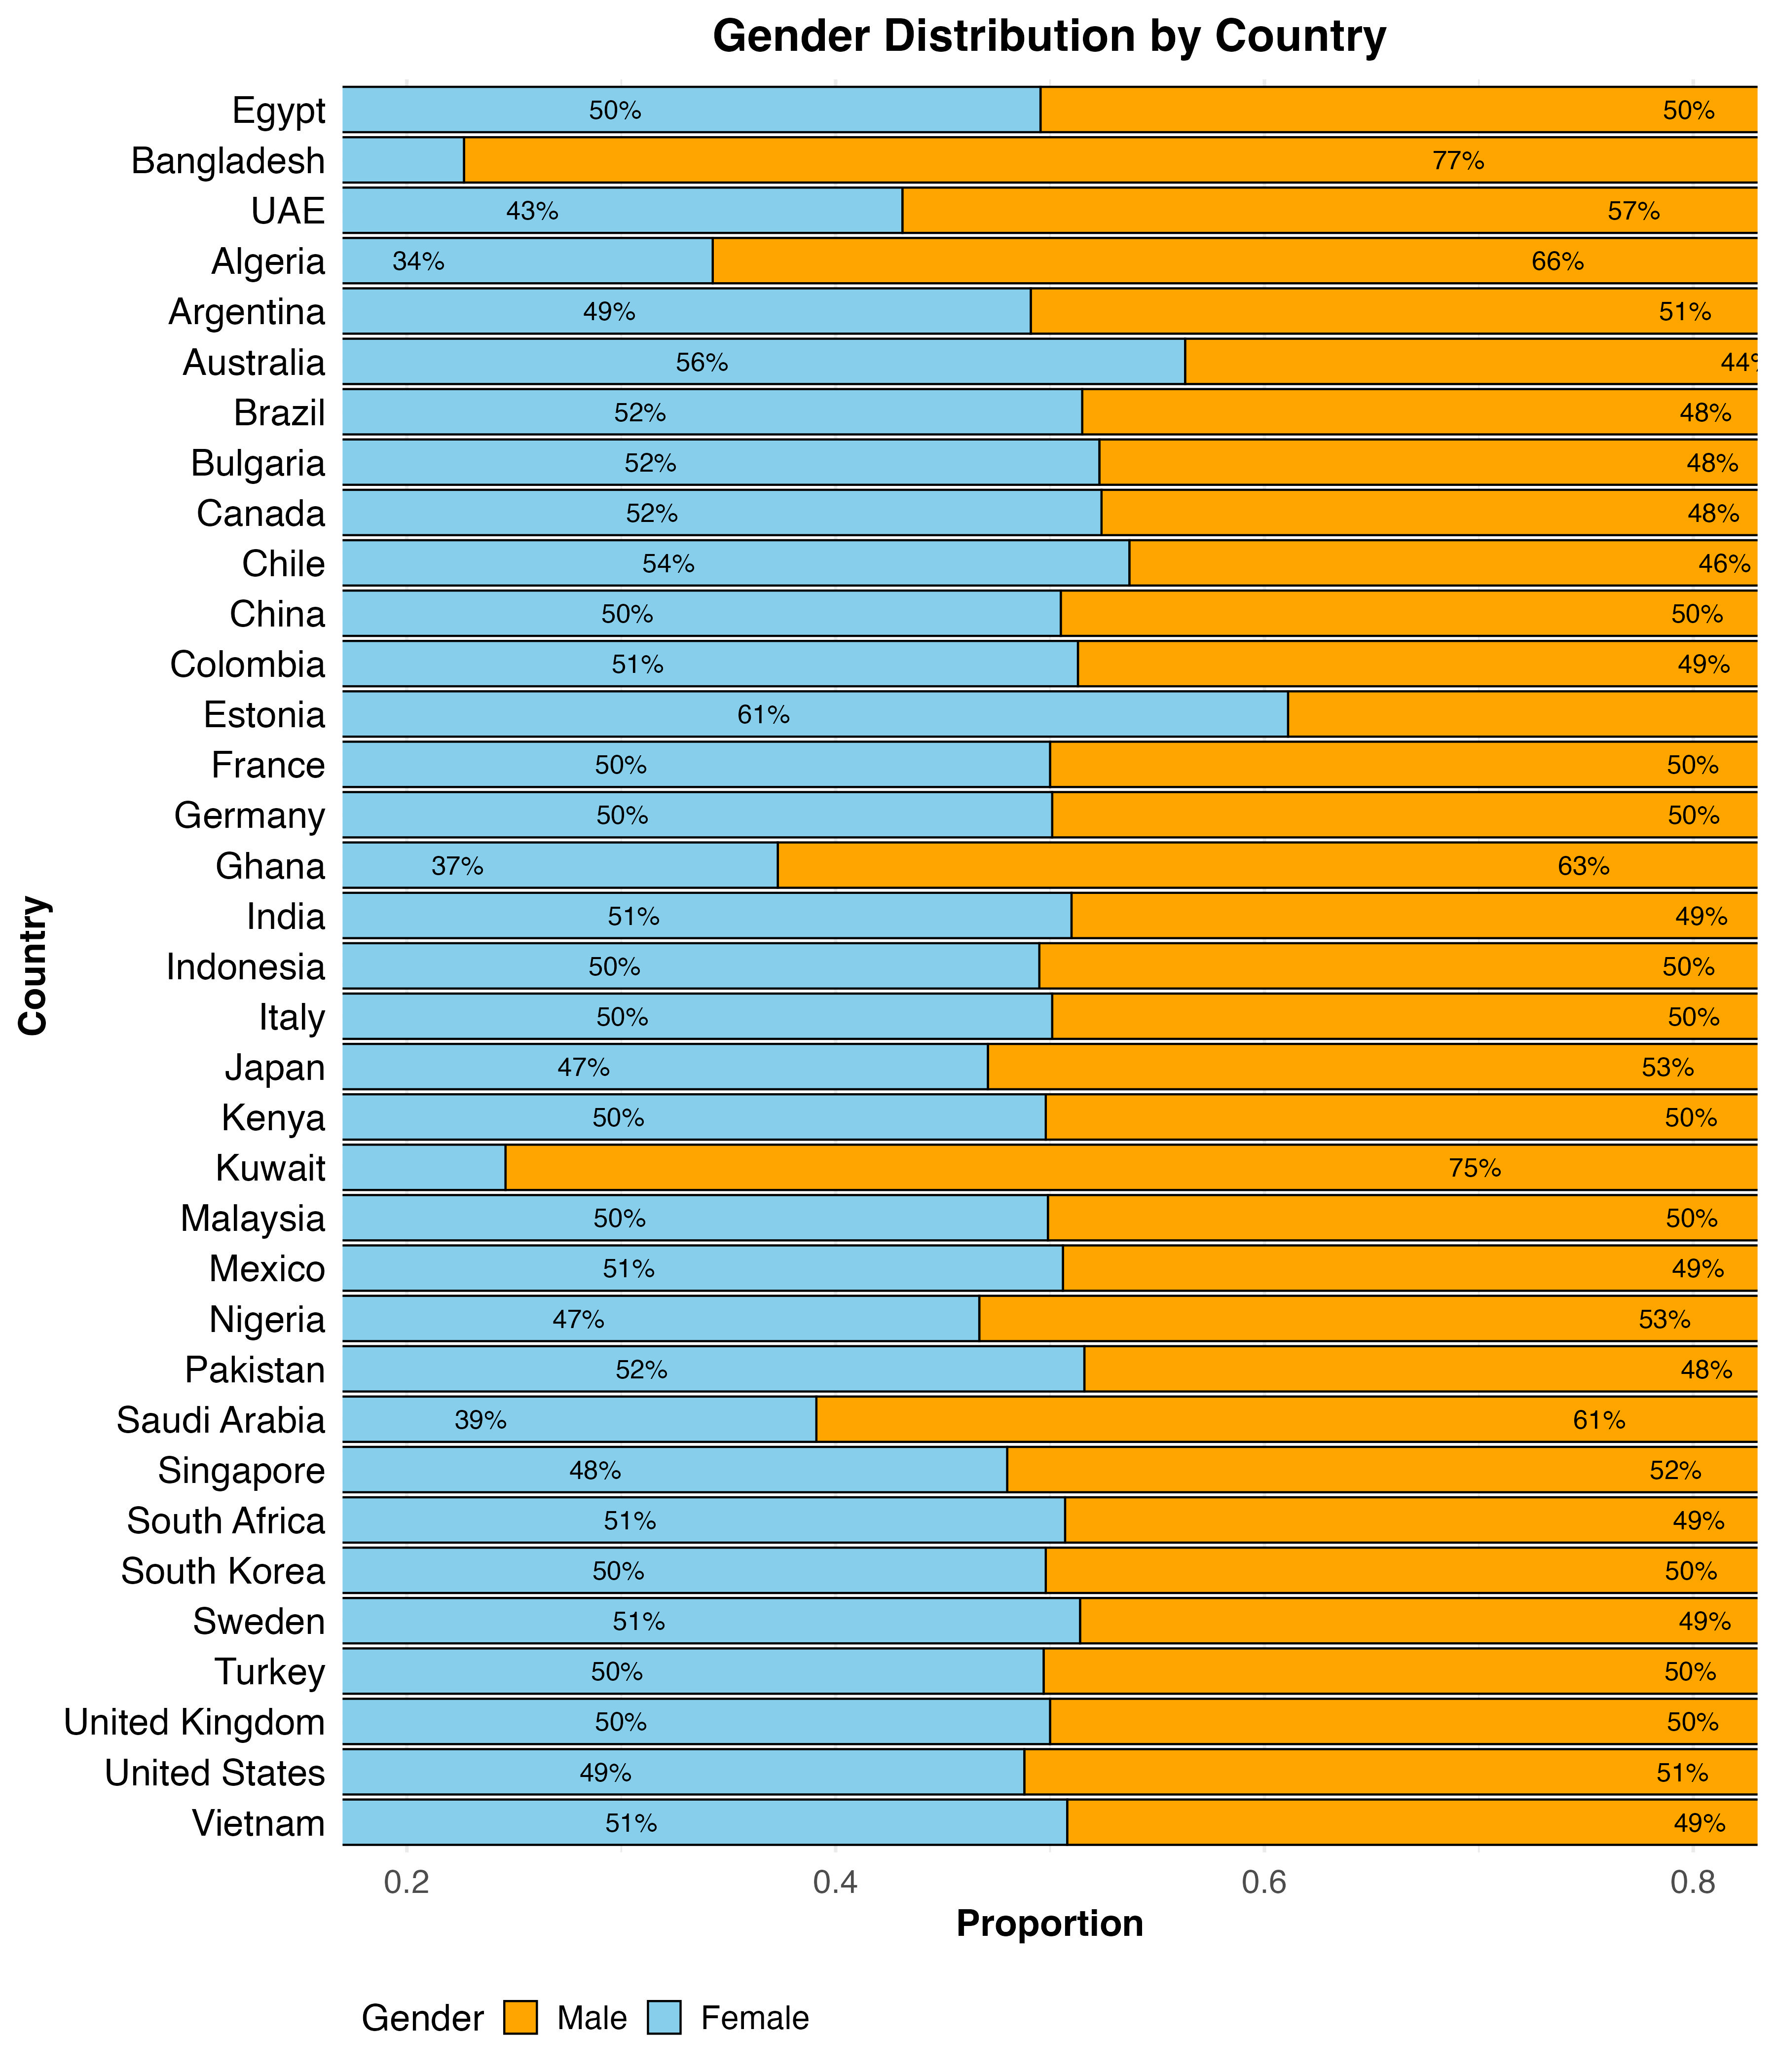 Gender Distribution by Country
Egypt 50% 50%
Bangladesh 77%
UAE 43% 57%
Algeria 34% 66%
Argentina 49% 51%
Australia 56% 44%
Brazil 52% 48%
Bulgaria 52% 48%
Canada 52% 48%
Chile 54% 46%
China 50% 50%
Colombia 51% 49%
Estonia 61%
France 50% 50%
Germany 50% 50%
Ghana 37% 63%
India 51% 49%
Indonesia 50% 50%
Italy 50% 50%
Japan 47% 53%
Kenya 50% 50%
Kuwait 75%
Malaysia 50% 50%
Mexico 51% 49%
Nigeria 47% 53%
Pakistan 52% 48%
Saudi Arabia 39% 61%
Singapore 48% 52%
South Africa 51% 49%
South Korea 50% 50%
Sweden 51% 49%
Turkey 50% 50%
United Kingdom 50% 50%
United States 49% 51%
Vietnam 51% 49%
Country
0.2 0.4 0.6 0.8
Proportion
Gender Male Female